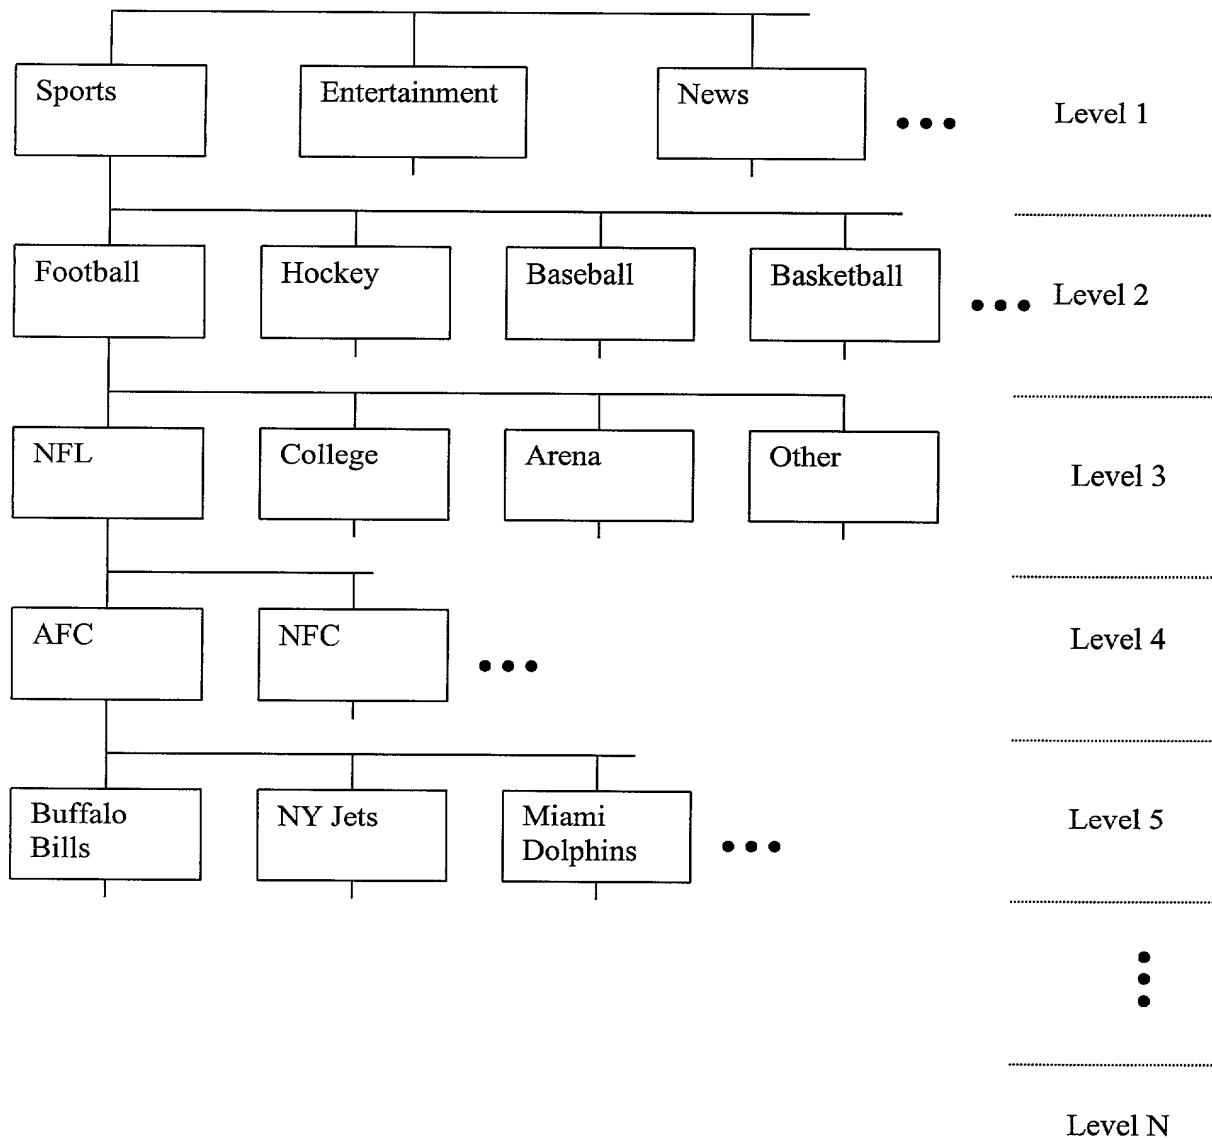 Sports
Entertainment
News
Level 1
Football
Hockey
Baseball
Basketball
Level 2
NFL
College
Arena
Other
Level 3
AFC
NFC
Level 4
Buffalo
Bills
NY Jets
Miami
Dolphins
Level 5
Level N